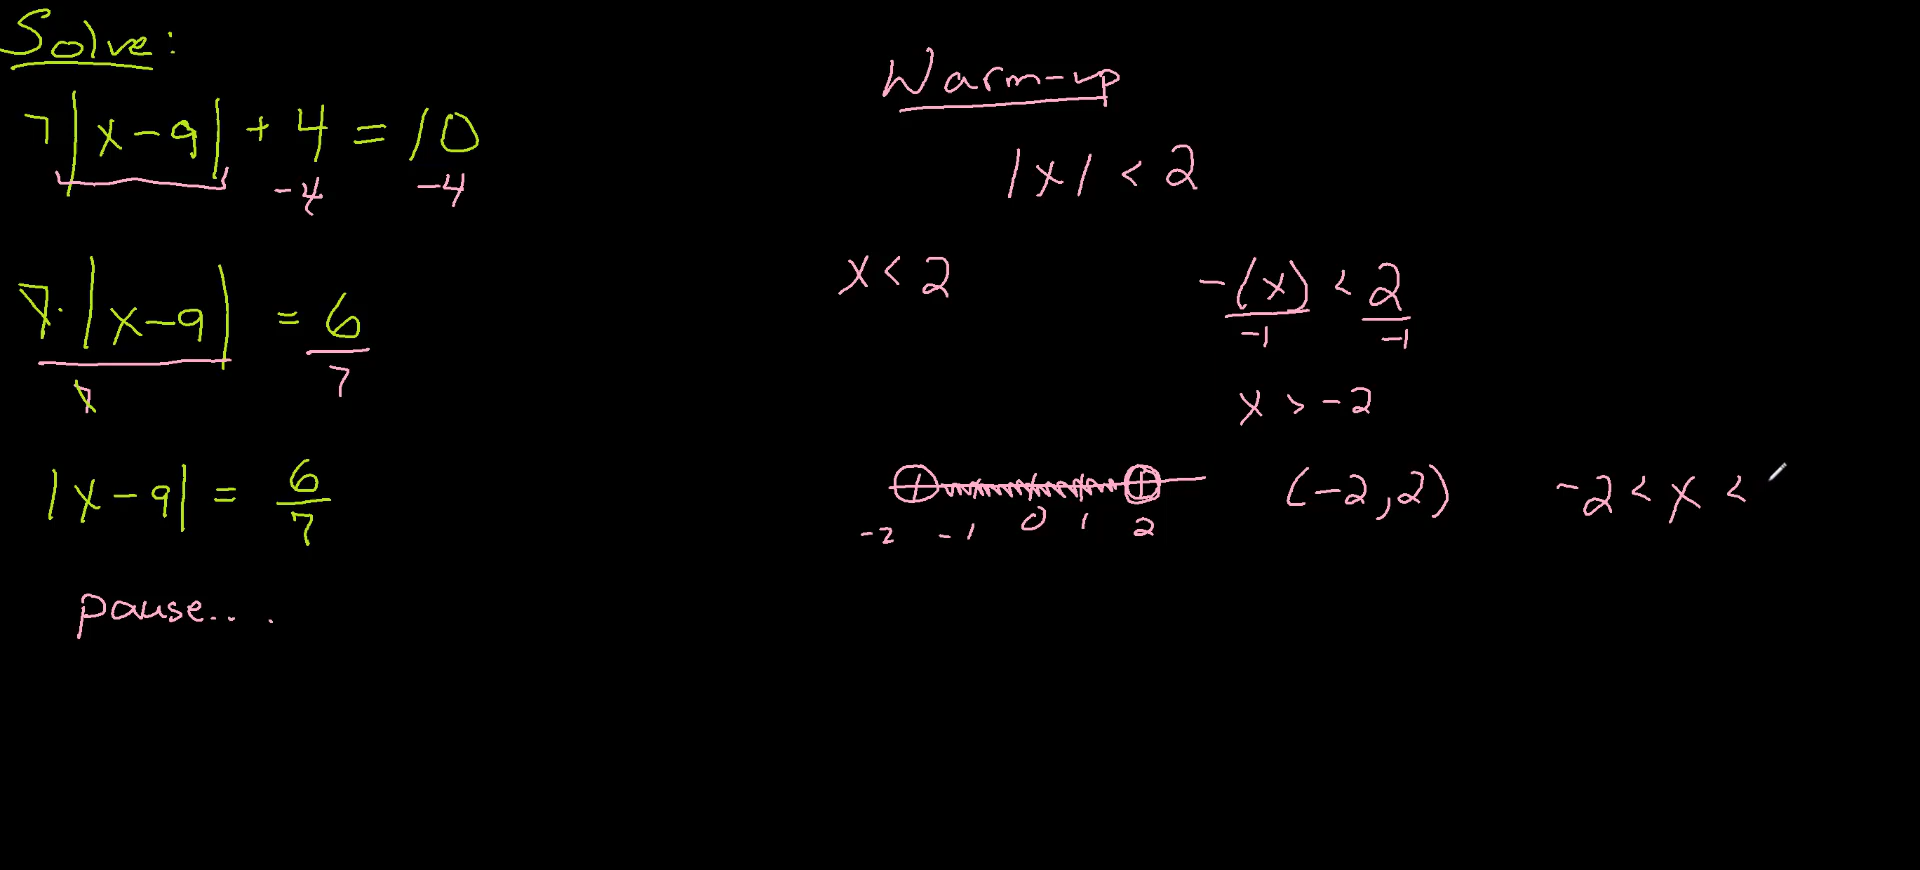 Solve:
7|x-9| + 4 = 10
-4 -4
7·|x-9| = 6
7 7
|x-9| = 6/7
pause...
Warm-up
|x| < 2
x < 2 -(x) < 2
-1 -1
x > -2
-2 -1 0 1 2 (-2,2) -2 < x <